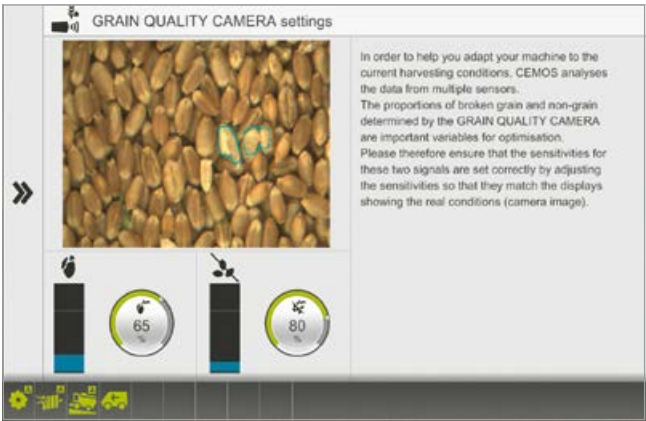 GRAIN QUALITY CAMERA settings
In order to help you adapt your machine to the
current harvesting conditions, CEMOS analyses
the data from multiple sensors.
The proportions of broken grain and non-grain
determined by the GRAIN QUALITY CAMERA
are important variables for optimisation.
Please therefore ensure that the sensitivities for
these two signals are set correctly by adjusting
the sensitivities so that they match the displays
showing the real conditions (camera image).
65
%
80
%